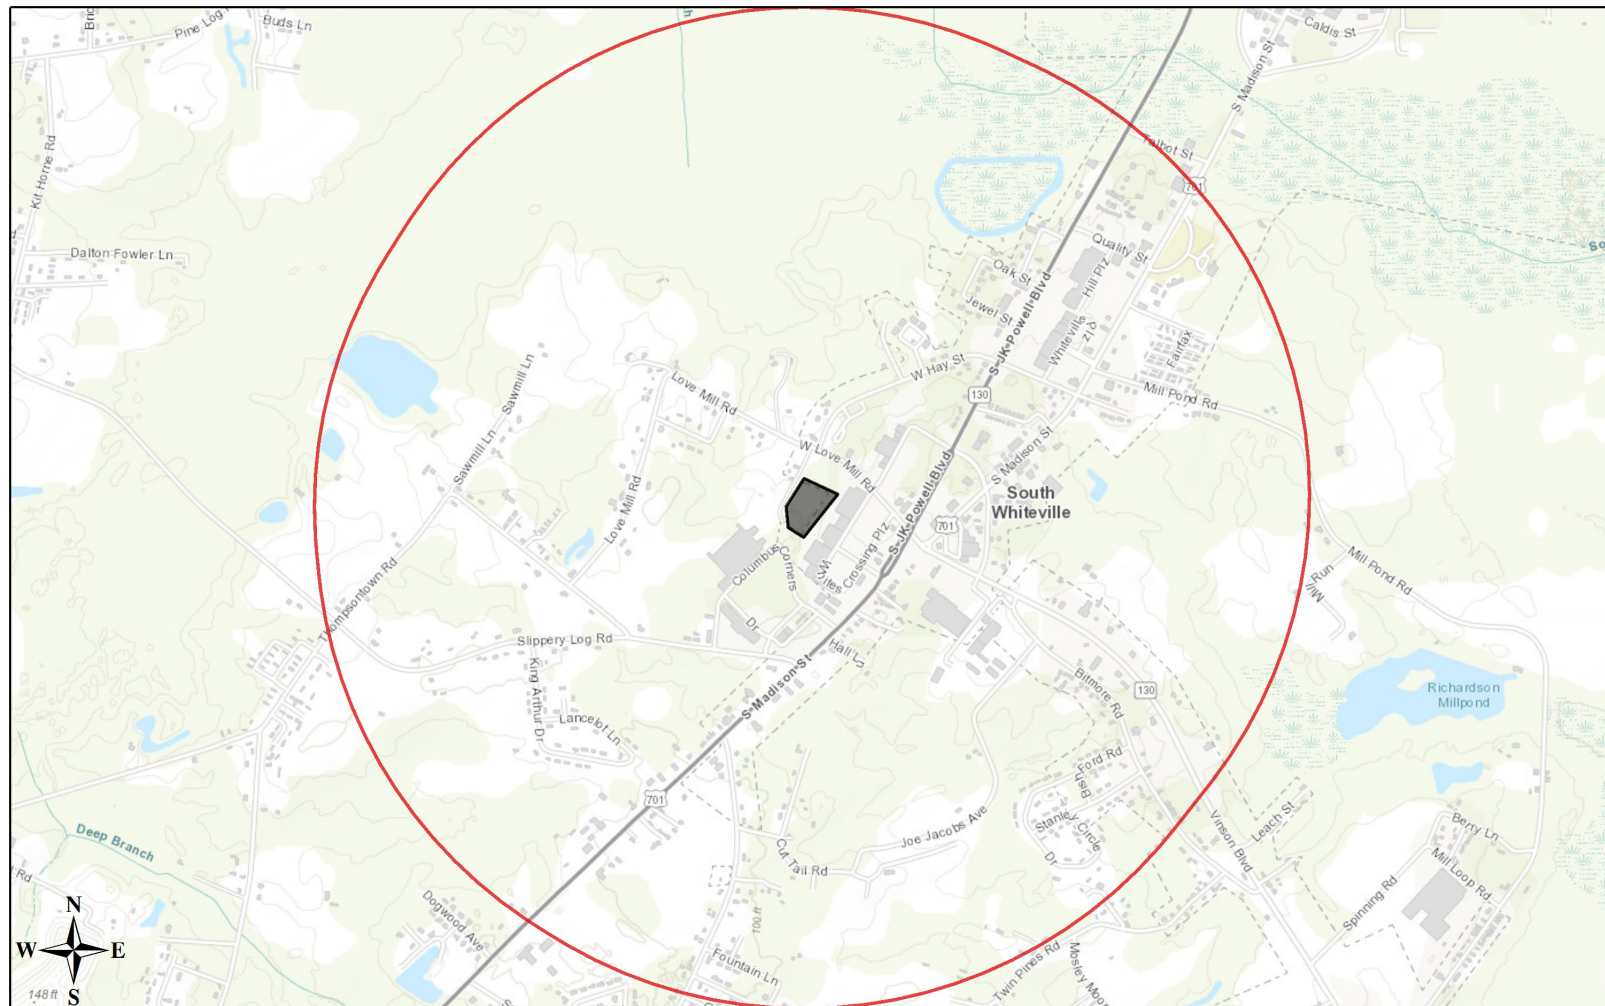 Pine Log R
Buds Ln
Caldis St
S Madison St
Kit Horne Rd
Talbot St
701
Dalton Fowler Ln
Quality St
So
Oak St
Hill Plz
Jewel St
S JK Powell Blvd
Whiteville
Plz
Fairfax
W Hay St
Sawmill Ln
Love Mill Rd
130
Mill Pond Rd
Sawmill Ln
W Love Mill Rd
S Madison St
South
Whiteville
Love Mill Rd
S JK Powell Blvd
701
Crossing Plz
Columbus
Corners
Dr
Thompsontown Rd
Mill Pond Rd
Mill Run
Slippery Log Rd
Hall Ln
King Arthur Dr
S Madison St
Bitmore Rd
130
Richardson
Millpond
Lancelot Ln
Ford Rd
Bish
701
Stanley Circle
Dr
Joe Jacobs Ave
Vinson Blvd
Leach St
Berry Ln
Deep Branch
Cut Tail Rd
Mill Loop Rd
Rd
Dogwood Ave
100 ft
Spinning Rd
Fountain Ln
Twin Pines Rd
Mosley Moo
N
W
E
S
148 ft